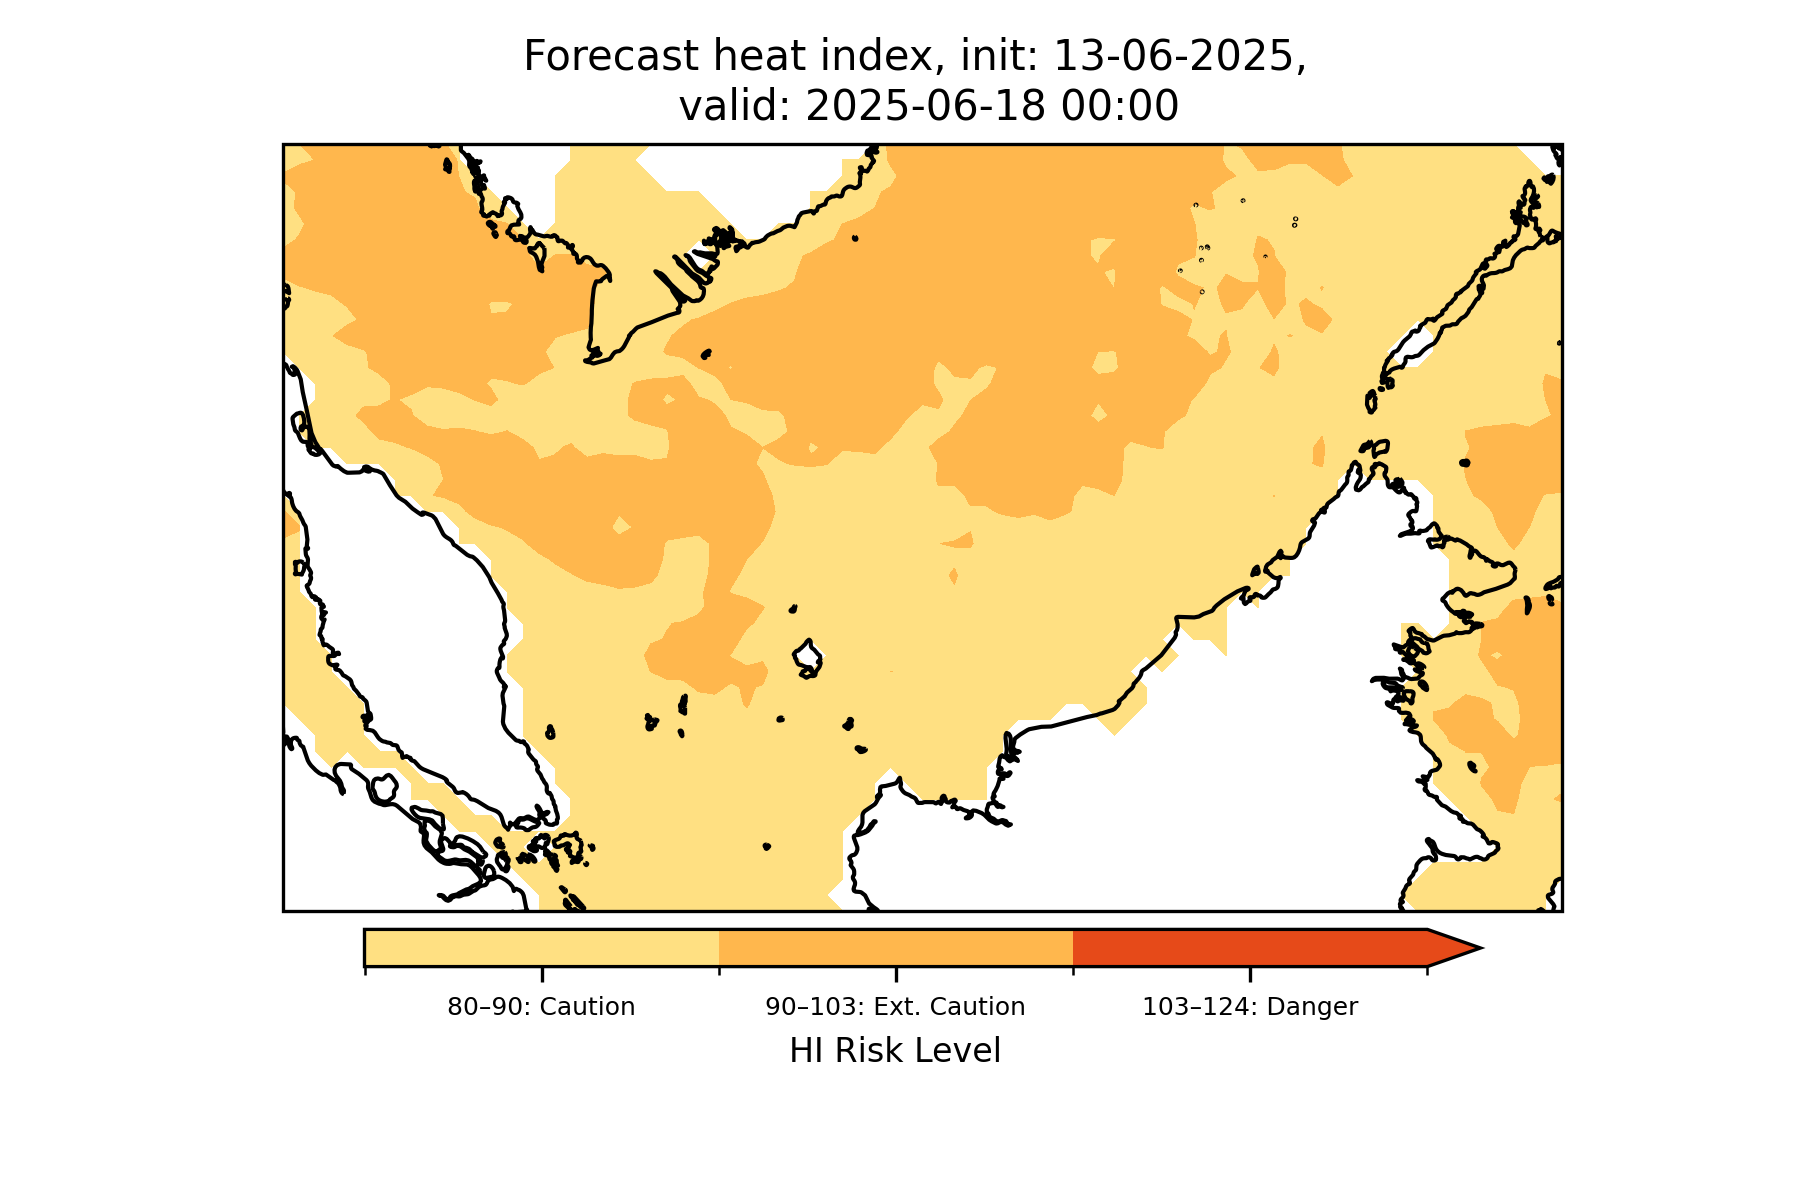 Forecast heat index, init: 13-06-2025,
valid: 2025-06-18 00:00
80–90: Caution
90–103: Ext. Caution
103–124: Danger
HI Risk Level